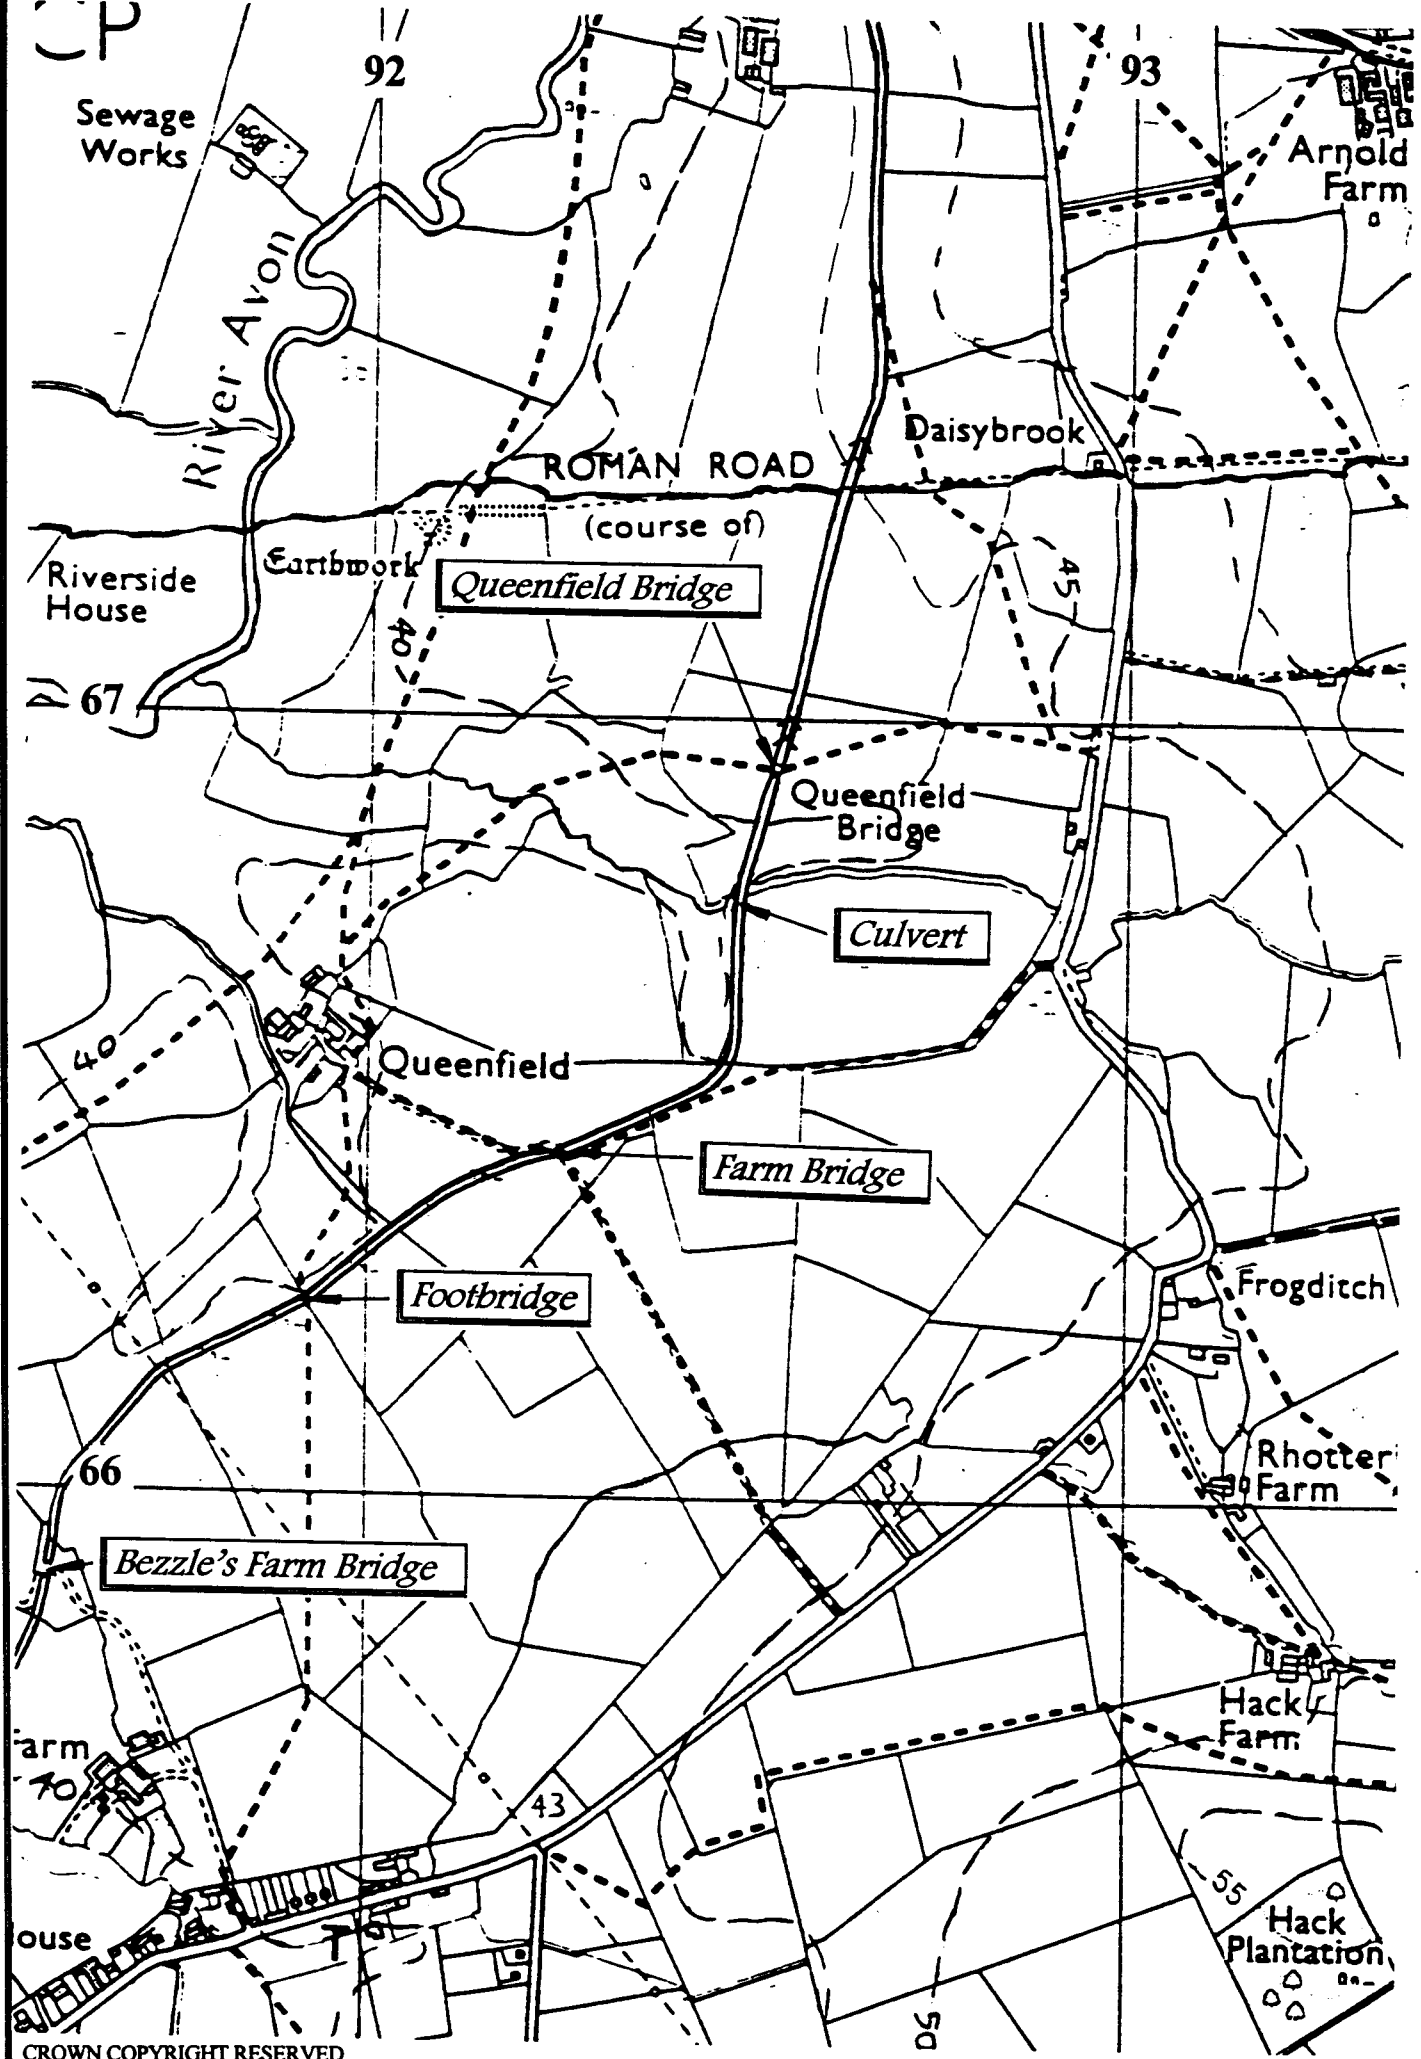 CP
92
93
Sewage
Works
Arnold
Farm
River Avon
Daisybrook
ROMAN ROAD
(course of)
Earthwork
Riverside
House
Queenfield Bridge
45
40
67
Queenfield
Bridge
Culvert
40
Queenfield
Farm Bridge
Footbridge
Frogditch
66
Rhotter
Farm
Bezzle's Farm Bridge
Hack
Farm
arm
40
43
55
Hack
Plantation
ouse
T
50
CROWN COPYRIGHT RESERVED